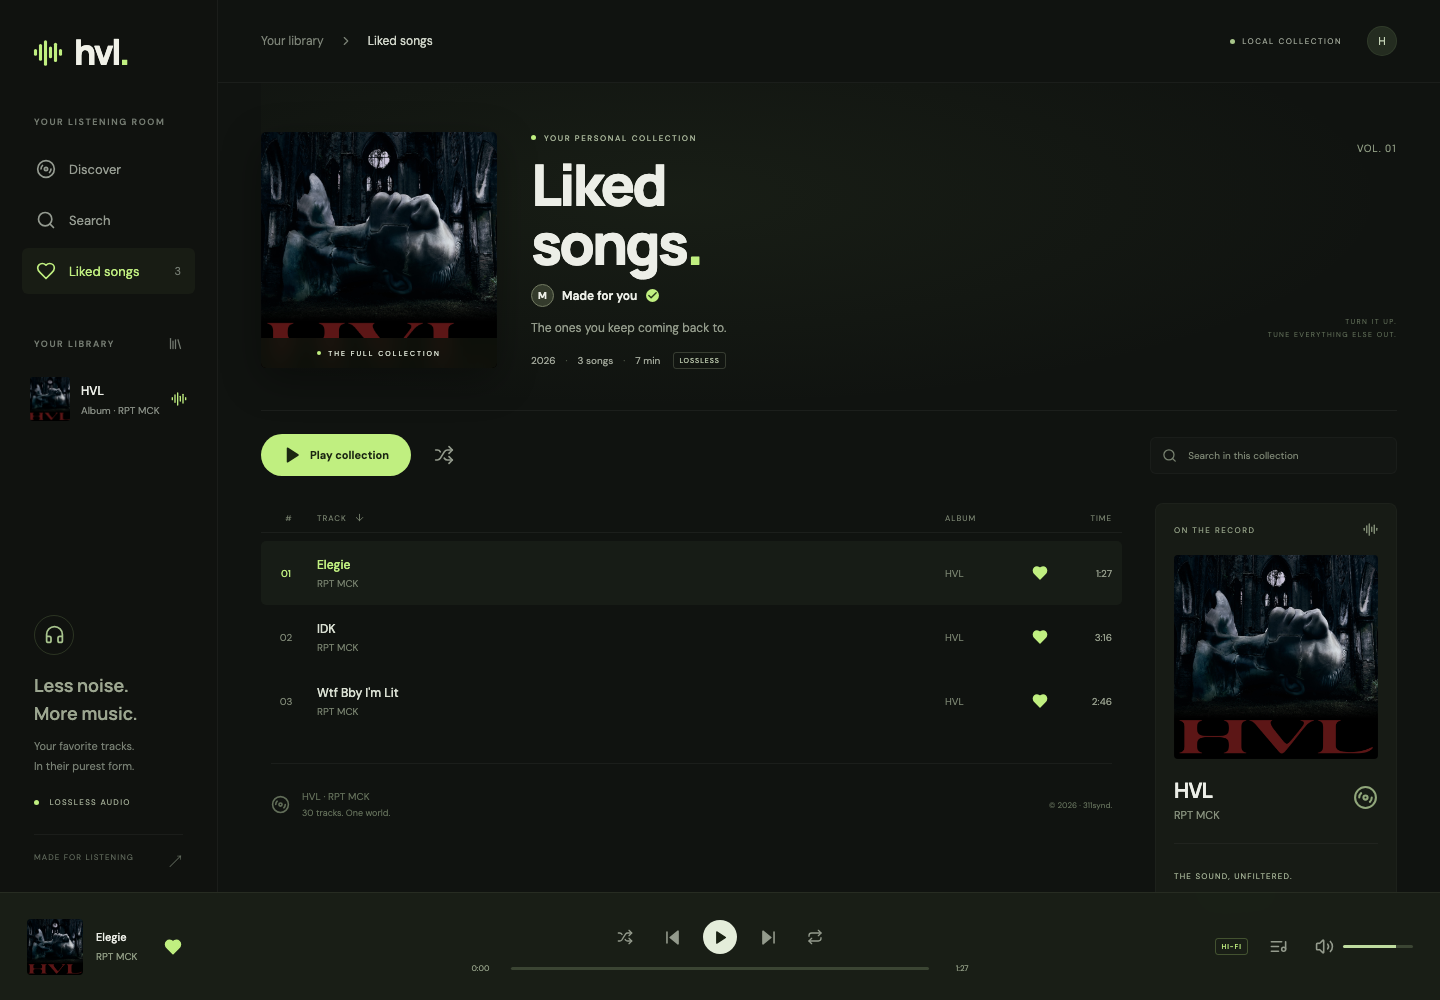 hvl.
YOUR LISTENING ROOM
Discover
Search
Liked songs 3
YOUR LIBRARY
HVL
HVL
Album · RPT MCK
Less noise.
More music.
Your favorite tracks.
In their purest form.
LOSSLESS AUDIO
MADE FOR LISTENING
Your library > Liked songs
LOCAL COLLECTION H
HVL
THE FULL COLLECTION
YOUR PERSONAL COLLECTION
Liked
songs.
M Made for you
The ones you keep coming back to.
2026 · 3 songs · 7 min LOSSLESS
VOL. 01
TURN IT UP.
TUNE EVERYTHING ELSE OUT.
Play collection
Search in this collection
# TRACK ALBUM TIME
01 Elegie HVL 1:27
RPT MCK
02 IDK HVL 3:16
RPT MCK
03 Wtf Bby I'm Lit HVL 2:46
RPT MCK
HVL · RPT MCK
30 tracks. One world.
© 2026 · 311synd.
ON THE RECORD
HVL
HVL
RPT MCK
THE SOUND, UNFILTERED.
HVL
Elegie
RPT MCK
0:00 1:27
HI-FI